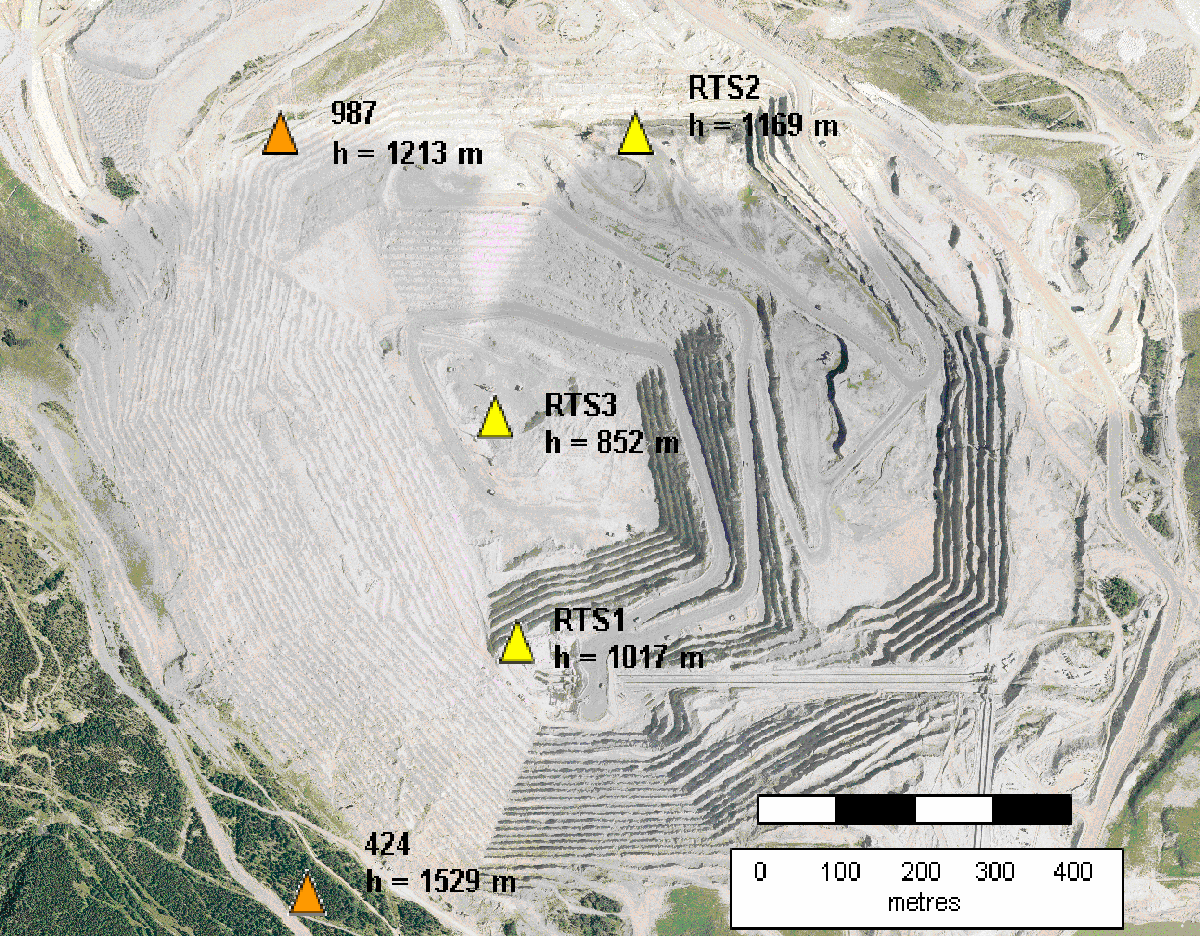 987
h = 1213 m
RTS2
h = 1169 m
RTS3
h = 852 m
RTS1
h = 1017 m
424
h = 1529 m
0 100 200 300 400
metres